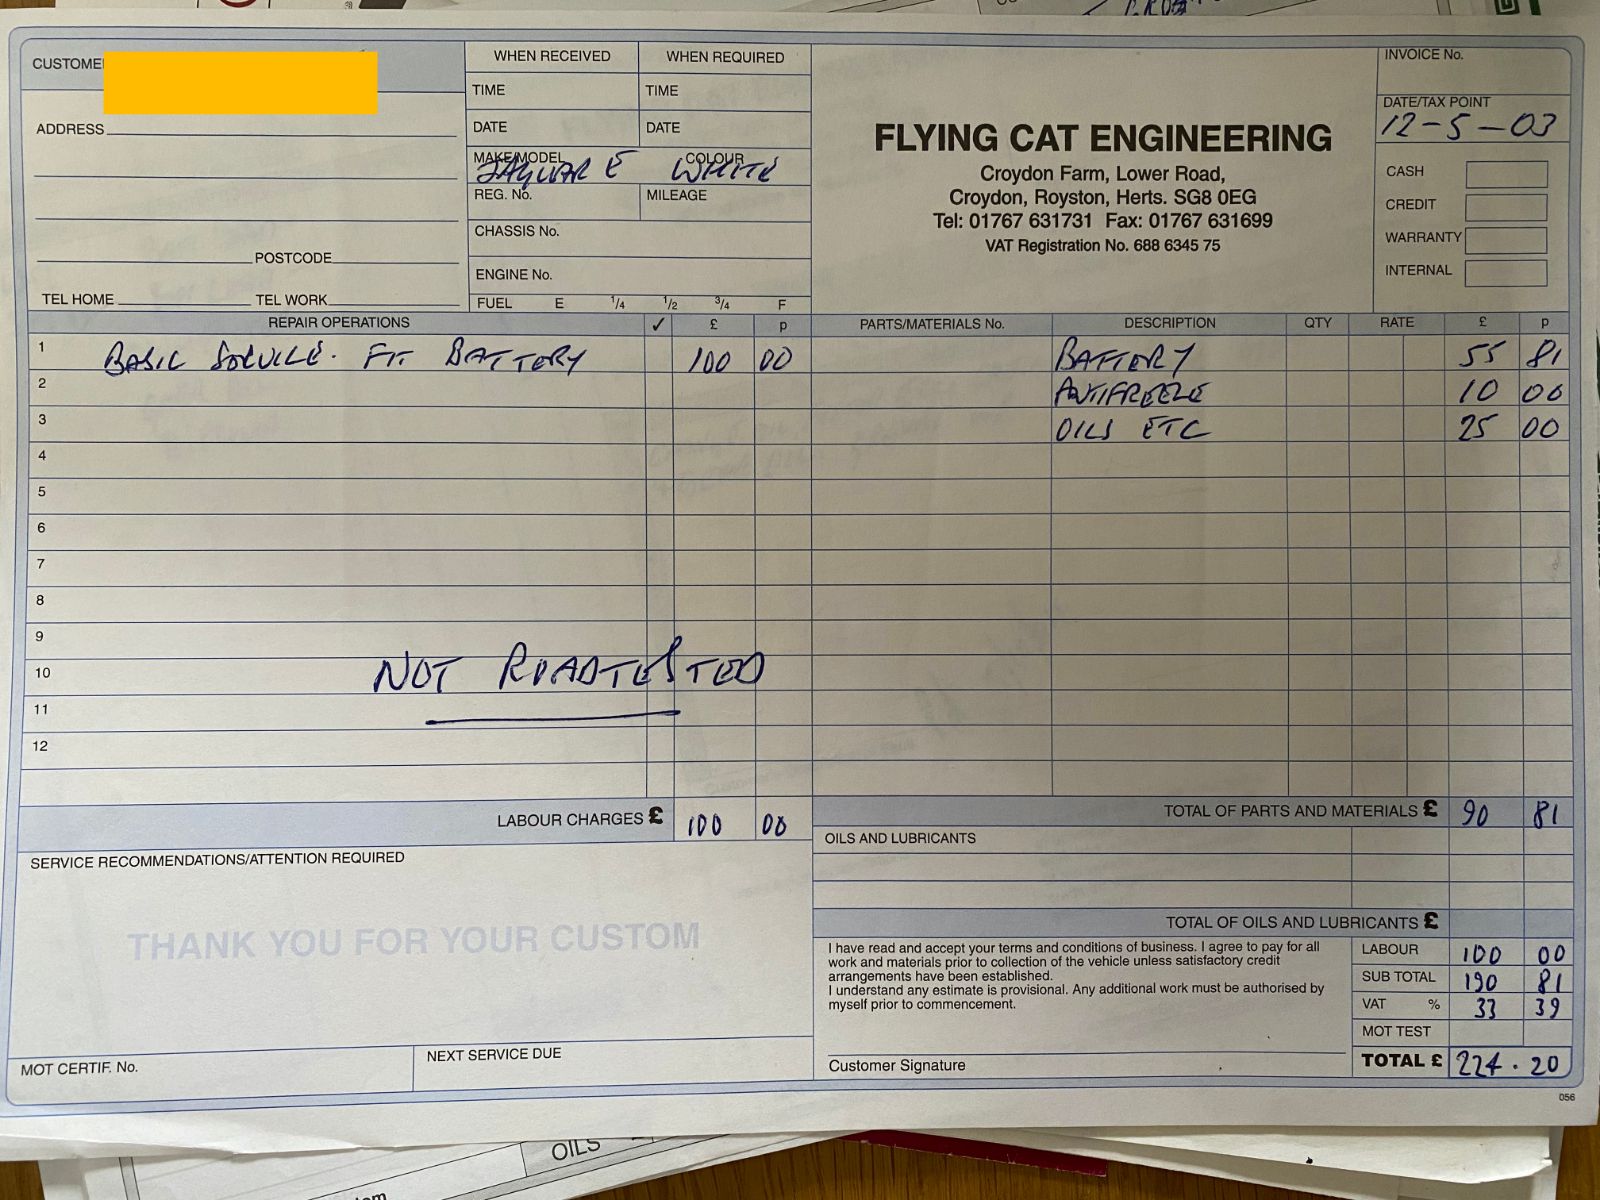 CUSTOME
ADDRESS
POSTCODE
TEL HOME TEL WORK
WHEN RECEIVED WHEN REQUIRED
TIME TIME
DATE DATE
MAKE/MODEL COLOUR
JAGUAR E WHITE
REG. No. MILEAGE
CHASSIS No.
ENGINE No.
FUEL E 1/4 1/2 3/4 F
FLYING CAT ENGINEERING
Croydon Farm, Lower Road,
Croydon, Royston, Herts. SG8 0EG
Tel: 01767 631731 Fax: 01767 631699
VAT Registration No. 688 6345 75
INVOICE No.
DATE/TAX POINT
12-5-03
CASH
CREDIT
WARRANTY
INTERNAL
REPAIR OPERATIONS ✓ £ p
1 BASIC SERVICE. FIT BATTERY 100 00
2
3
4
5
6
7
8
9
10 NOT ROADTESTED
11
12
LABOUR CHARGES £ 100 00
SERVICE RECOMMENDATIONS/ATTENTION REQUIRED
THANK YOU FOR YOUR CUSTOM
MOT CERTIF. No. NEXT SERVICE DUE
PARTS/MATERIALS No. DESCRIPTION QTY RATE £ p
BATTERY 55 81
ANTIFREEZE 10 00
OILS ETC 25 00
TOTAL OF PARTS AND MATERIALS £ 90 81
OILS AND LUBRICANTS
TOTAL OF OILS AND LUBRICANTS £
I have read and accept your terms and conditions of business. I agree to pay for all
work and materials prior to collection of the vehicle unless satisfactory credit
arrangements have been established.
I understand any estimate is provisional. Any additional work must be authorised by
myself prior to commencement.
Customer Signature
LABOUR 100 00
SUB TOTAL 190 81
VAT % 33 39
MOT TEST
TOTAL £ 224.20
056
OILS